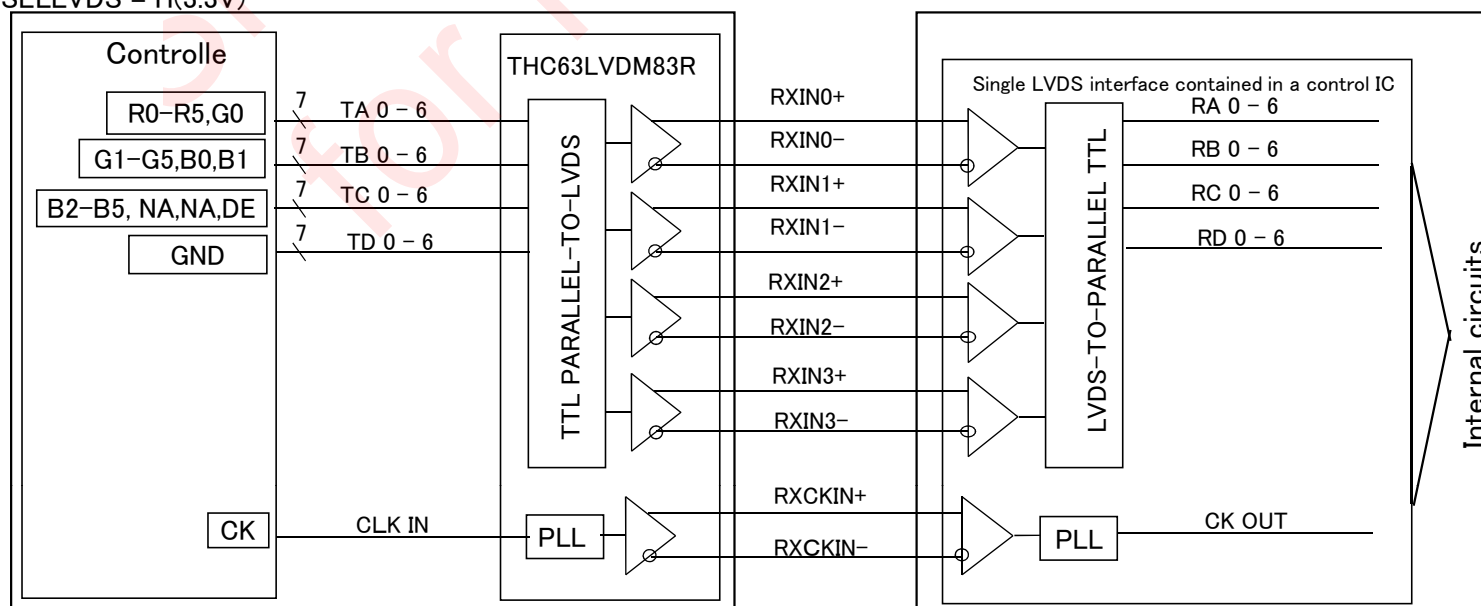 SELLVDS = H(3.3V)
Controlle
THC63LVDM83R
Single LVDS interface contained in a control IC
R0-R5,G0
7
TA 0 - 6
RXIN0+
RA 0 - 6
RXIN0-
G1-G5,B0,B1
7
TB 0 - 6
RB 0 - 6
RXIN1+
B2-B5, NA,NA,DE
7
TC 0 - 6
RC 0 - 6
RXIN1-
GND
7
TD 0 - 6
RD 0 - 6
TTL PARALLEL-TO-LVDS
LVDS-TO-PARALLEL TTL
Internal circuits
RXIN2+
RXIN2-
RXIN3+
RXIN3-
RXCKIN+
CK
CLK IN
PLL
PLL
CK OUT
RXCKIN-
for